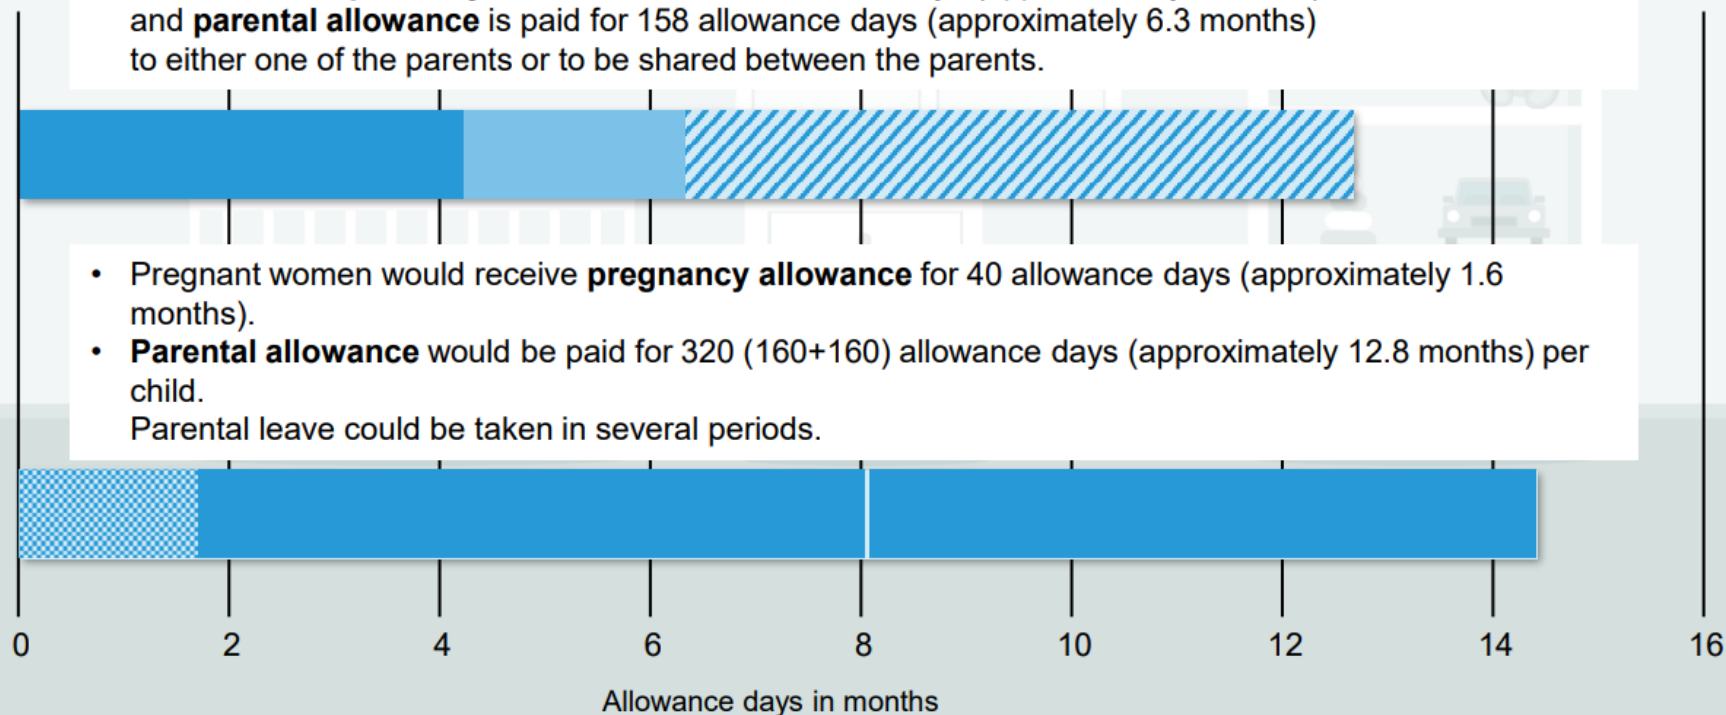 and parental allowance is paid for 158 allowance days (approximately 6.3 months)
to either one of the parents or to be shared between the parents.
• Pregnant women would receive pregnancy allowance for 40 allowance days (approximately 1.6
months).
• Parental allowance would be paid for 320 (160+160) allowance days (approximately 12.8 months) per
child.
Parental leave could be taken in several periods.
0 2 4 6 8 10 12 14 16
Allowance days in months